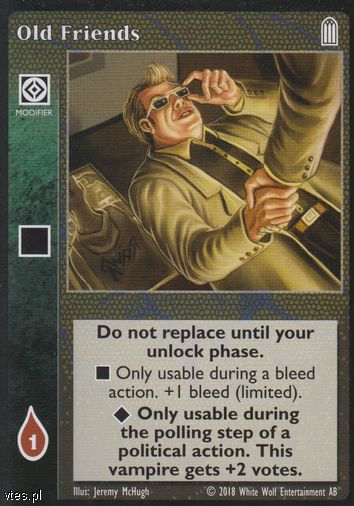 Old Friends
MODIFIER
Do not replace until your
unlock phase.
Only usable during a bleed
action. +1 bleed (limited).
Only usable during
the polling step of a
political action. This
vampire gets +2 votes.
1
Illus: Jeremy McHugh © 2018 White Wolf Entertainment AB
vtes.pl